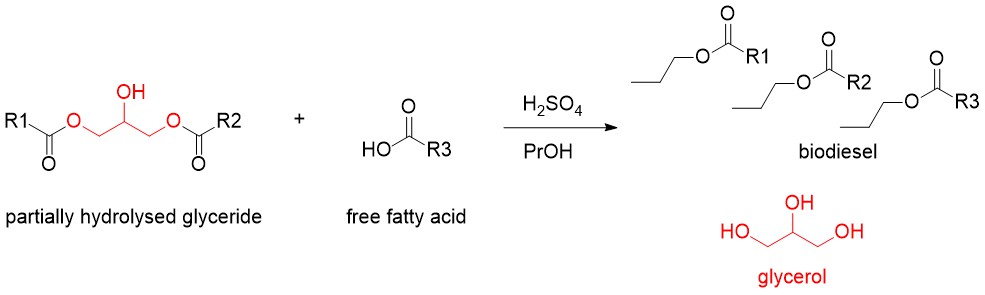 R1
O
O
OH
O
O
R2
partially hydrolysed glyceride
+
O
HO
R3
free fatty acid
H₂SO₄
PrOH
O
O
R1
O
O
R2
O
O
R3
biodiesel
OH
HO
OH
glycerol